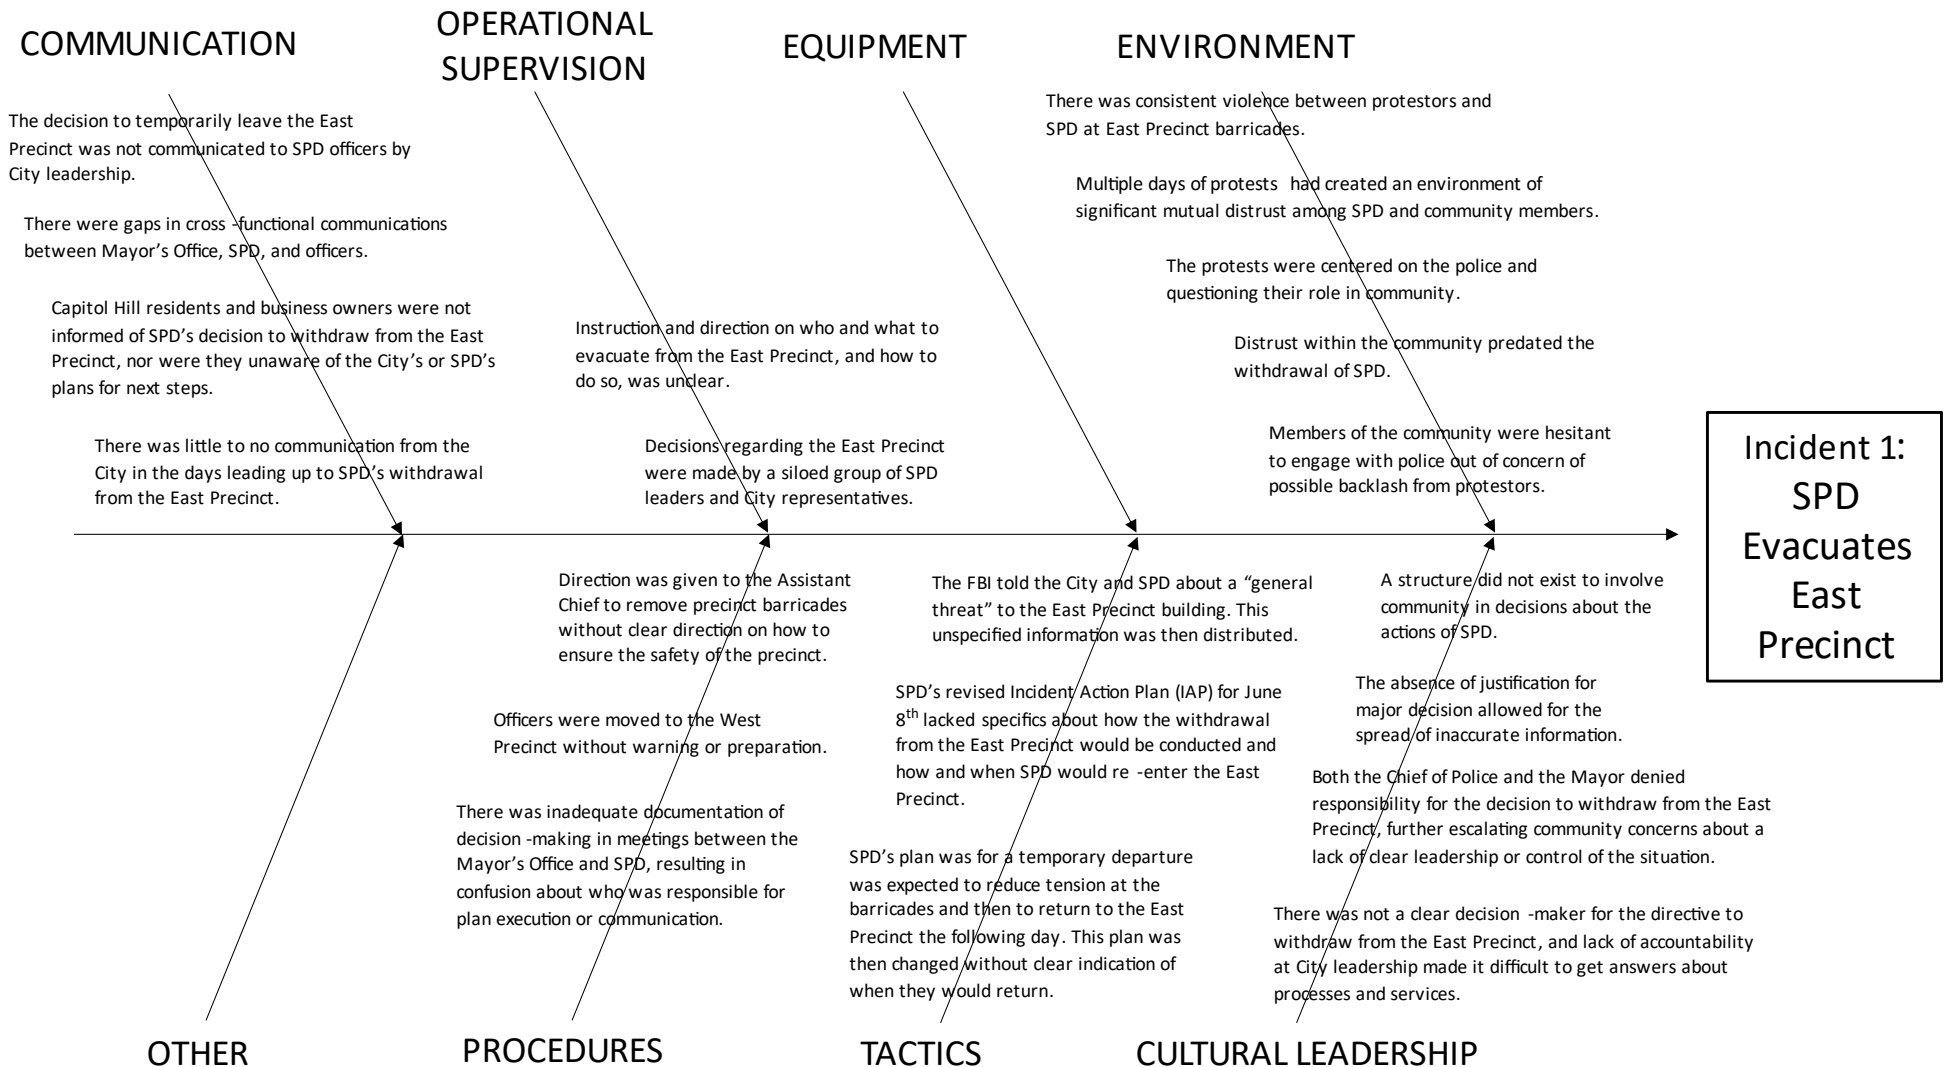 COMMUNICATION
OPERATIONAL
SUPERVISION
EQUIPMENT
ENVIRONMENT
The decision to temporarily leave the East
Precinct was not communicated to SPD officers by
City leadership.
There were gaps in cross -functional communications
between Mayor’s Office, SPD, and officers.
Capitol Hill residents and business owners were not
informed of SPD’s decision to withdraw from the East
Precinct, nor were they unaware of the City’s or SPD’s
plans for next steps.
There was little to no communication from the
City in the days leading up to SPD’s withdrawal
from the East Precinct.
Instruction and direction on who and what to
evacuate from the East Precinct, and how to
do so, was unclear.
Decisions regarding the East Precinct
were made by a siloed group of SPD
leaders and City representatives.
There was consistent violence between protestors and
SPD at East Precinct barricades.
Multiple days of protests had created an environment of
significant mutual distrust among SPD and community members.
The protests were centered on the police and
questioning their role in community.
Distrust within the community predated the
withdrawal of SPD.
Members of the community were hesitant
to engage with police out of concern of
possible backlash from protestors.
Incident 1:
SPD
Evacuates
East
Precinct
Direction was given to the Assistant
Chief to remove precinct barricades
without clear direction on how to
ensure the safety of the precinct.
Officers were moved to the West
Precinct without warning or preparation.
There was inadequate documentation of
decision -making in meetings between the
Mayor’s Office and SPD, resulting in
confusion about who was responsible for
plan execution or communication.
The FBI told the City and SPD about a “general
threat” to the East Precinct building. This
unspecified information was then distributed.
SPD’s revised Incident Action Plan (IAP) for June
8th lacked specifics about how the withdrawal
from the East Precinct would be conducted and
how and when SPD would re -enter the East
Precinct.
SPD’s plan was for a temporary departure
was expected to reduce tension at the
barricades and then to return to the East
Precinct the following day. This plan was
then changed without clear indication of
when they would return.
A structure did not exist to involve
community in decisions about the
actions of SPD.
The absence of justification for
major decision allowed for the
spread of inaccurate information.
Both the Chief of Police and the Mayor denied
responsibility for the decision to withdraw from the East
Precinct, further escalating community concerns about a
lack of clear leadership or control of the situation.
There was not a clear decision -maker for the directive to
withdraw from the East Precinct, and lack of accountability
at City leadership made it difficult to get answers about
processes and services.
OTHER
PROCEDURES
TACTICS
CULTURAL LEADERSHIP